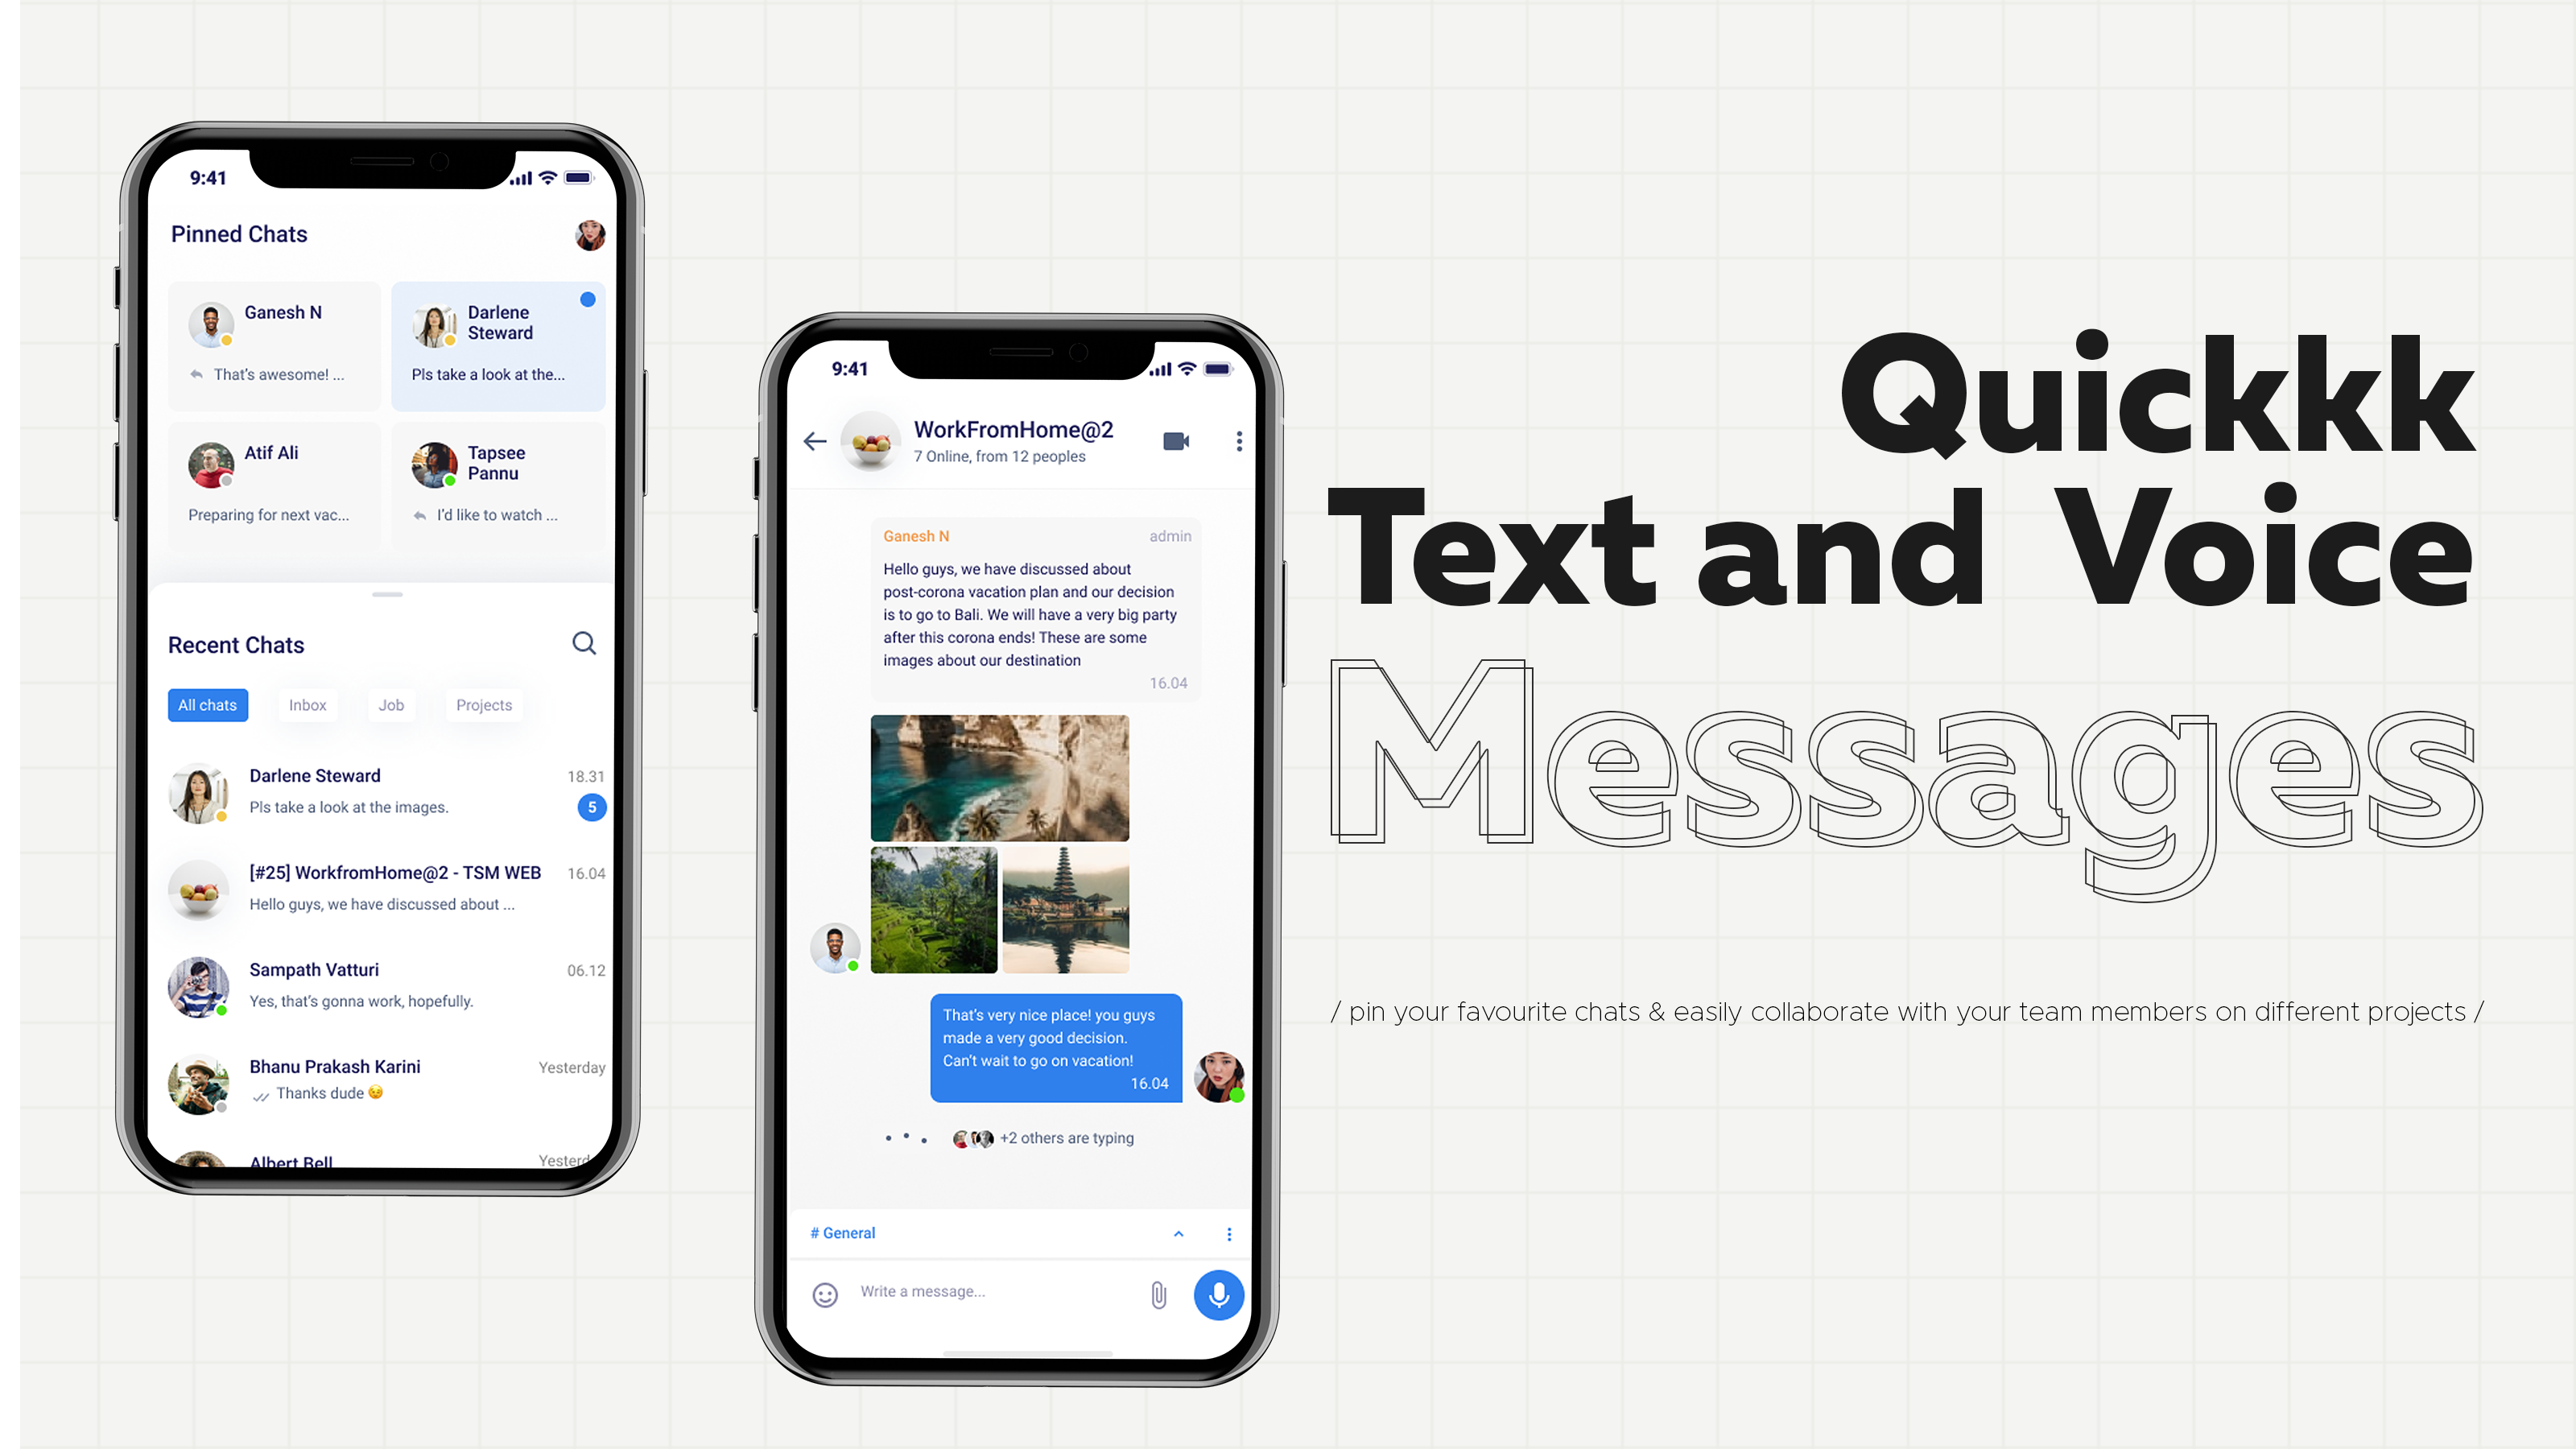 9:41
Pinned Chats
Ganesh N
That's awesome! ...
Darlene
Steward
Pls take a look at the...
Atif Ali
Preparing for next vac...
Tapsee
Pannu
I'd like to watch ...
Recent Chats
All chats
Inbox
Job
Projects
Darlene Steward
18.31
Pls take a look at the images.
5
[#25] WorkfromHome@2 - TSM WEB
16.04
Hello guys, we have discussed about ...
Sampath Vatturi
06.12
Yes, that's gonna work, hopefully.
Bhanu Prakash Karini
Yesterday
Thanks dude 😉
Albert Bell
Yesterd
9:41
WorkFromHome@2
7 Online, from 12 peoples
Ganesh N
admin
Hello guys, we have discussed about
post-corona vacation plan and our decision
is to go to Bali. We will have a very big party
after this corona ends! These are some
images about our destination
16.04
That's very nice place! you guys
made a very good decision.
Can't wait to go on vacation!
16.04
+2 others are typing
# General
Write a message...
Quickkk
Text and Voice
Messages
/ pin your favourite chats & easily collaborate with your team members on different projects /